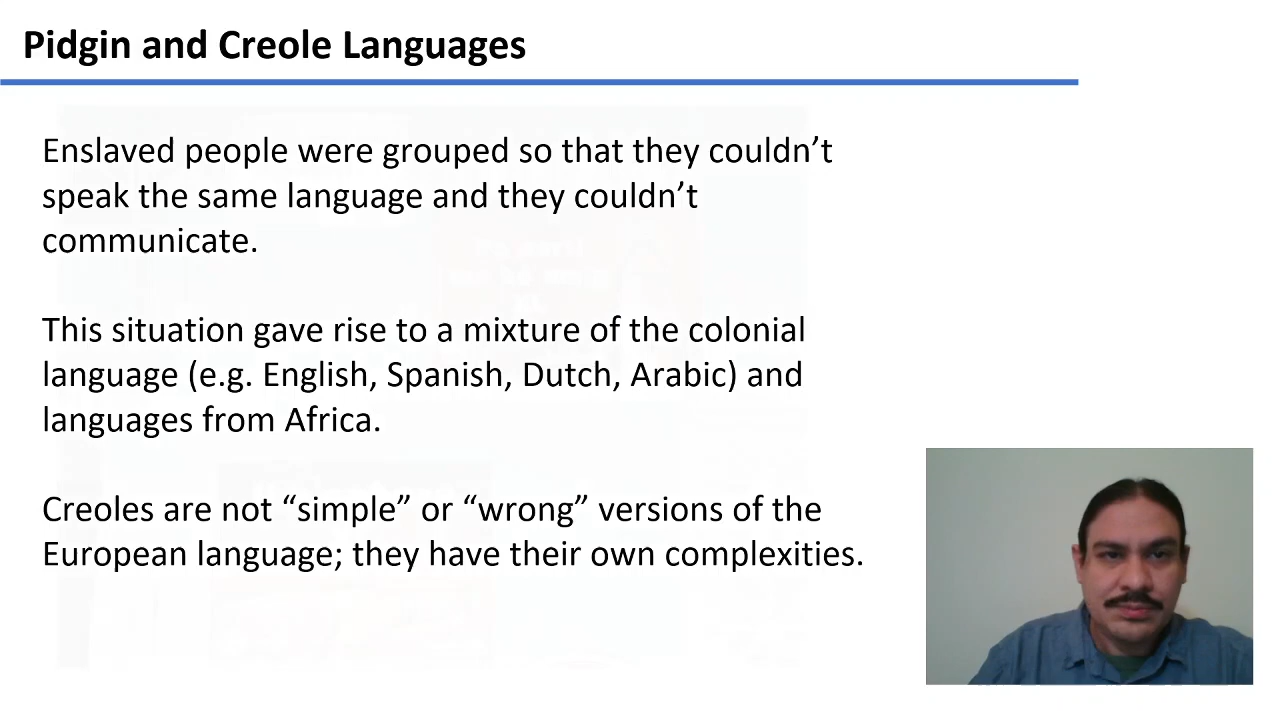 Pidgin and Creole Languages
Enslaved people were grouped so that they couldn’t
speak the same language and they couldn’t
communicate.
This situation gave rise to a mixture of the colonial
language (e.g. English, Spanish, Dutch, Arabic) and
languages from Africa.
Creoles are not “simple” or “wrong” versions of the
European language; they have their own complexities.